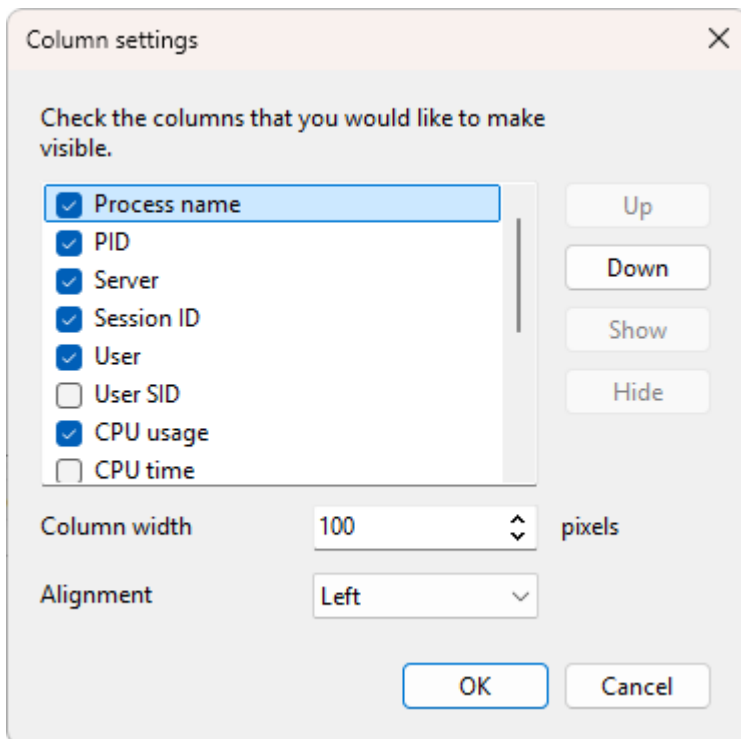 Column settings
Check the columns that you would like to make
visible.
Process name
PID
Server
Session ID
User
User SID
CPU usage
CPU time
Up
Down
Show
Hide
Column width 100 pixels
Alignment Left
OK Cancel